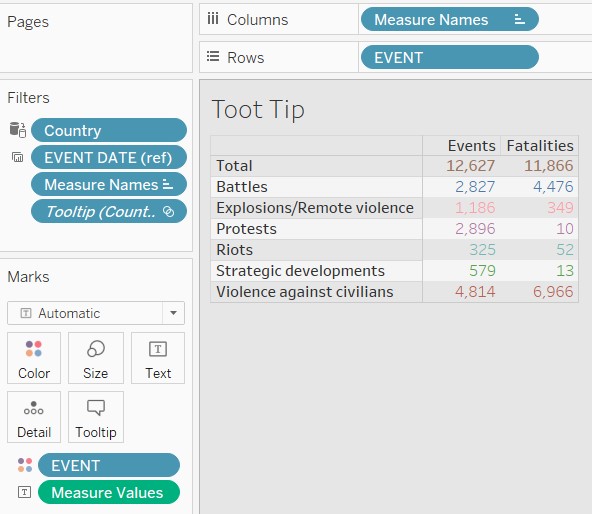 Pages
Columns Measure Names
Rows EVENT
Filters
Country
EVENT DATE (ref)
Measure Names
Tooltip (Count..
Marks
T Automatic
Color Size T Text
Detail Tooltip
EVENT
T Measure Values
Toot Tip
Events Fatalities
Total 12,627 11,866
Battles 2,827 4,476
Explosions/Remote violence 1,186 349
Protests 2,896 10
Riots 325 52
Strategic developments 579 13
Violence against civilians 4,814 6,966